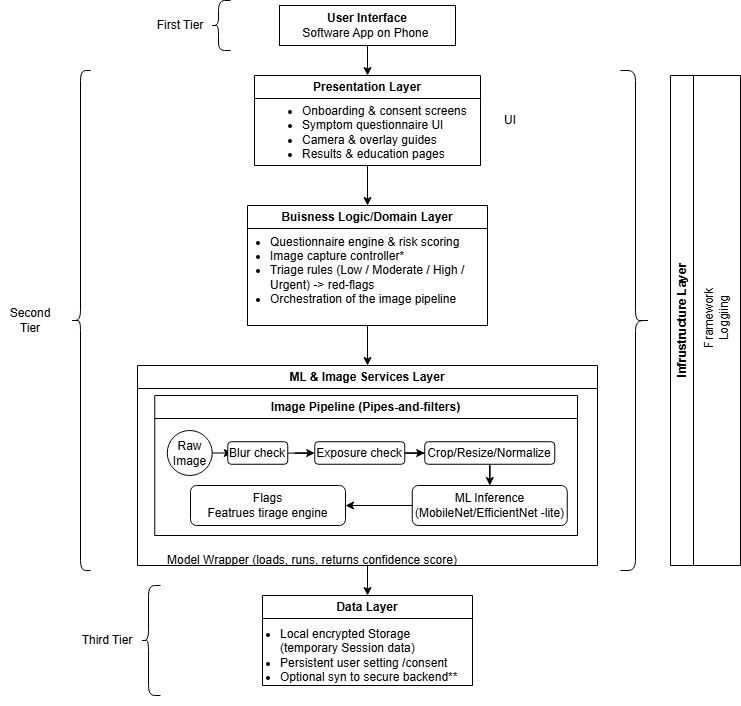 First Tier
User Interface
Software App on Phone
Presentation Layer
• Onboarding & consent screens
• Symptom questionnaire UI
• Camera & overlay guides
• Results & education pages
UI
Buisness Logic/Domain Layer
• Questionnaire engine & risk scoring
• Image capture controller*
• Triage rules (Low / Moderate / High /
Urgent) -> red-flags
• Orchestration of the image pipeline
Second
Tier
Infrustructure Layer
Framework
Loggiing
ML & Image Services Layer
Image Pipeline (Pipes-and-filters)
Raw
Image
Blur check
Exposure check
Crop/Resize/Normalize
Flags
Featrues tirage engine
ML Inference
(MobileNet/EfficientNet -lite)
Model Wrapper (loads, runs, returns confidence score)
Third Tier
Data Layer
• Local encrypted Storage
(temporary Session data)
• Persistent user setting /consent
• Optional syn to secure backend**